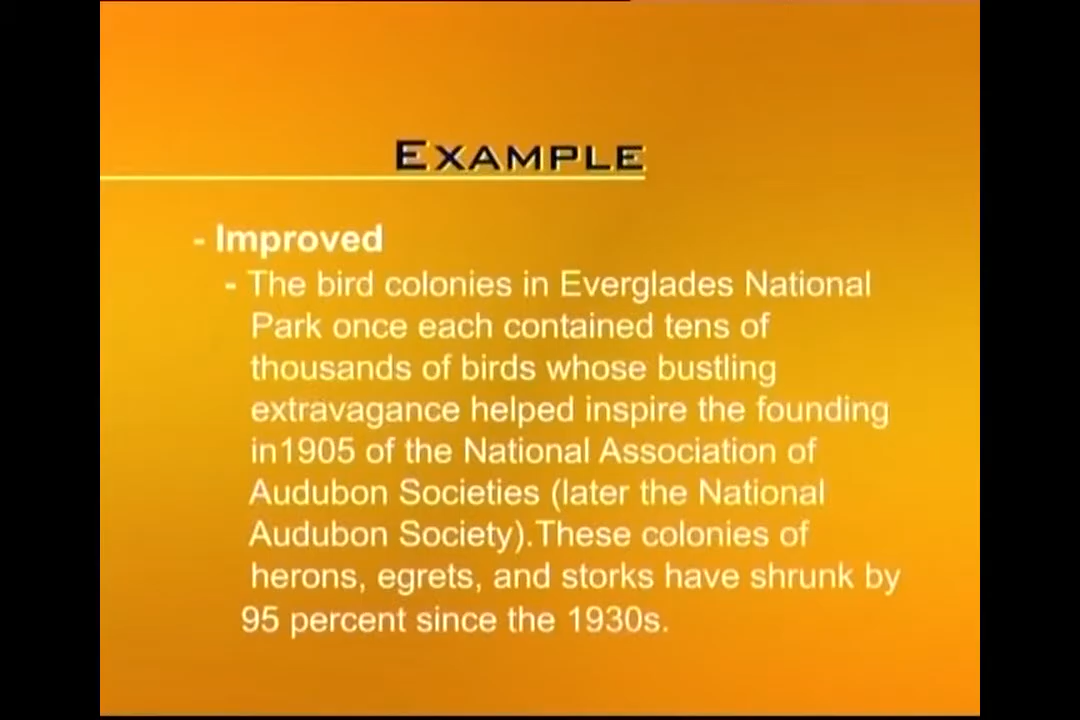 EXAMPLE
- Improved
- The bird colonies in Everglades National
Park once each contained tens of
thousands of birds whose bustling
extravagance helped inspire the founding
in1905 of the National Association of
Audubon Societies (later the National
Audubon Society).These colonies of
herons, egrets, and storks have shrunk by
95 percent since the 1930s.